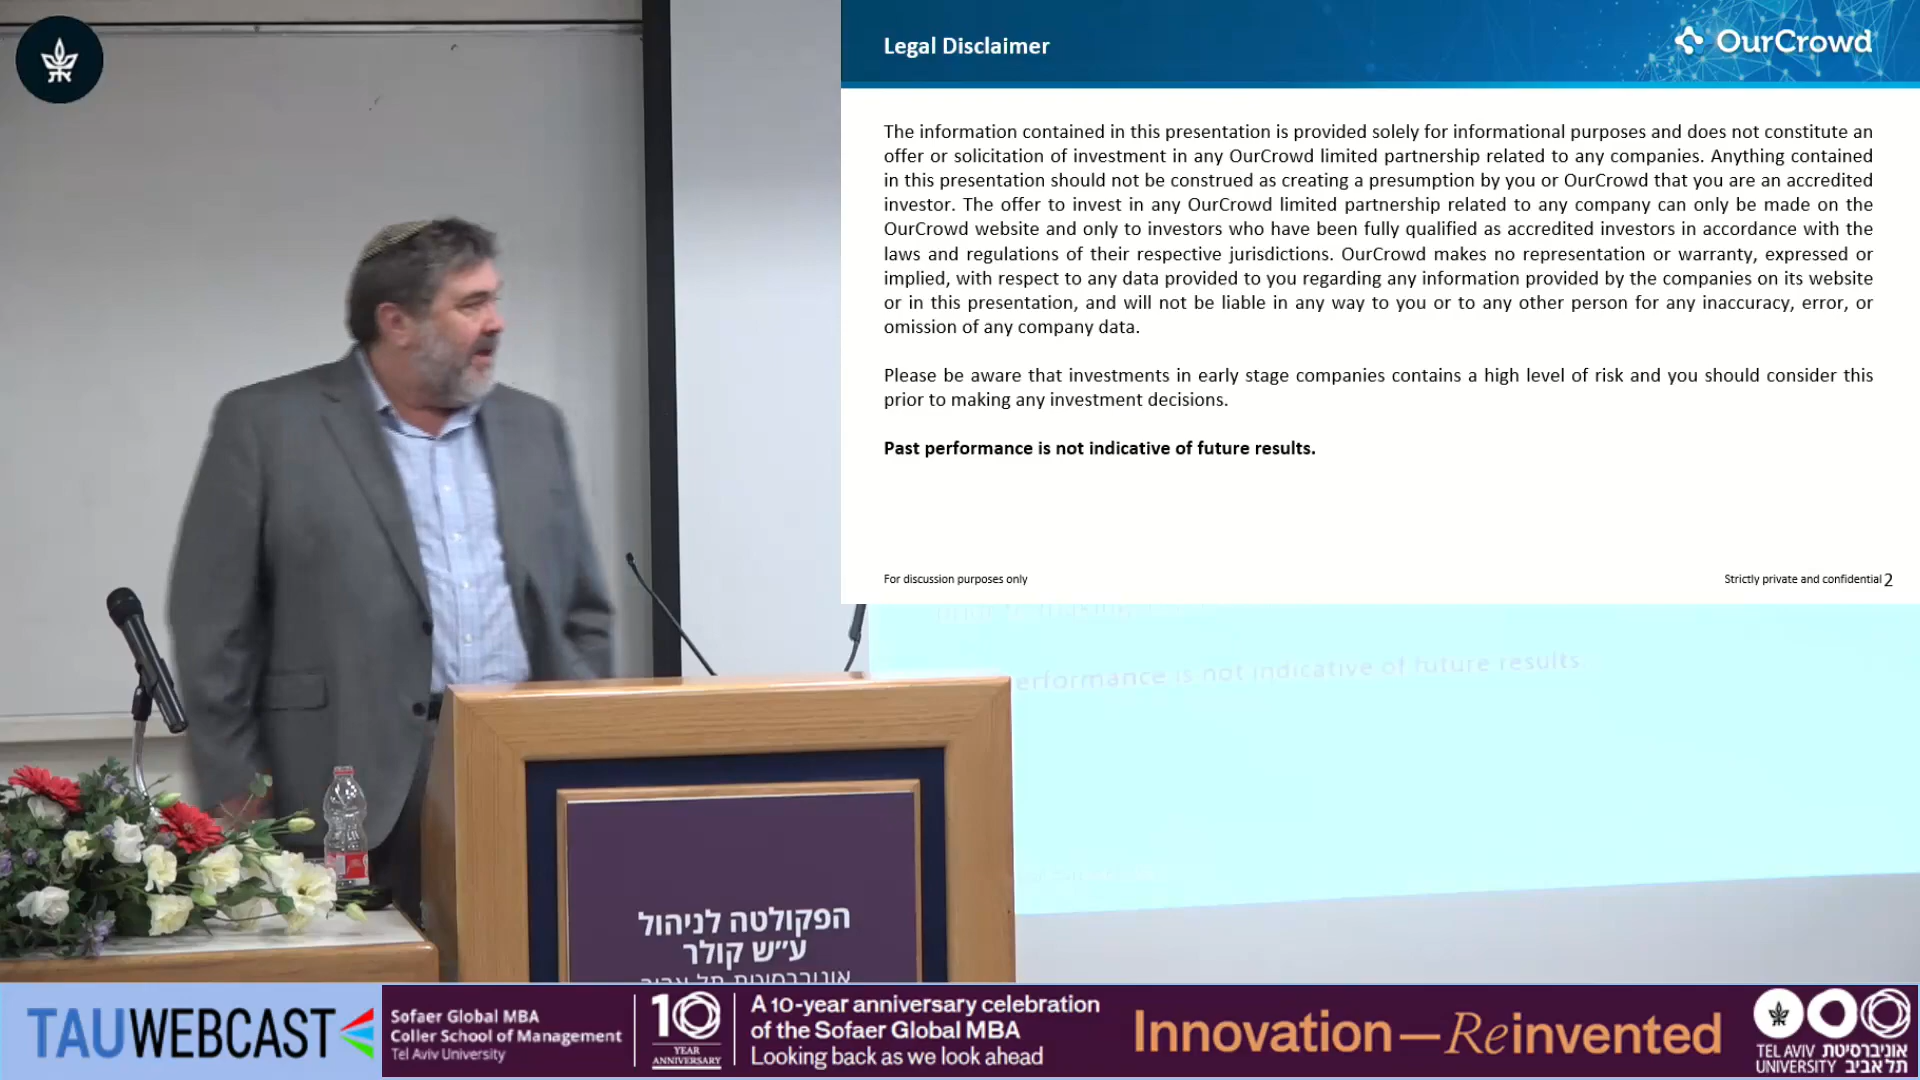 Legal Disclaimer
OurCrowd
The information contained in this presentation is provided solely for informational purposes and does not constitute an
offer or solicitation of investment in any OurCrowd limited partnership related to any companies. Anything contained
in this presentation should not be construed as creating a presumption by you or OurCrowd that you are an accredited
investor. The offer to invest in any OurCrowd limited partnership related to any company can only be made on the
OurCrowd website and only to investors who have been fully qualified as accredited investors in accordance with the
laws and regulations of their respective jurisdictions. OurCrowd makes no representation or warranty, expressed or
implied, with respect to any data provided to you regarding any information provided by the companies on its website
or in this presentation, and will not be liable in any way to you or to any other person for any inaccuracy, error, or
omission of any company data.
Please be aware that investments in early stage companies contains a high level of risk and you should consider this
prior to making any investment decisions.
Past performance is not indicative of future results.
For discussion purposes only
Strictly private and confidential 2
erformance is not indicative of future results.
הפקולטה לניהול
ע״ש קולר
אוניברסיטת תל אביב
TAUWEBCAST
Sofaer Global MBA
Coller School of Management
Tel Aviv University
10
YEAR
ANNIVERSARY
A 10-year anniversary celebration
of the Sofaer Global MBA
Looking back as we look ahead
Innovation—Reinvented
TEL AVIV אוניברסיטת
UNIVERSITY תל אביב